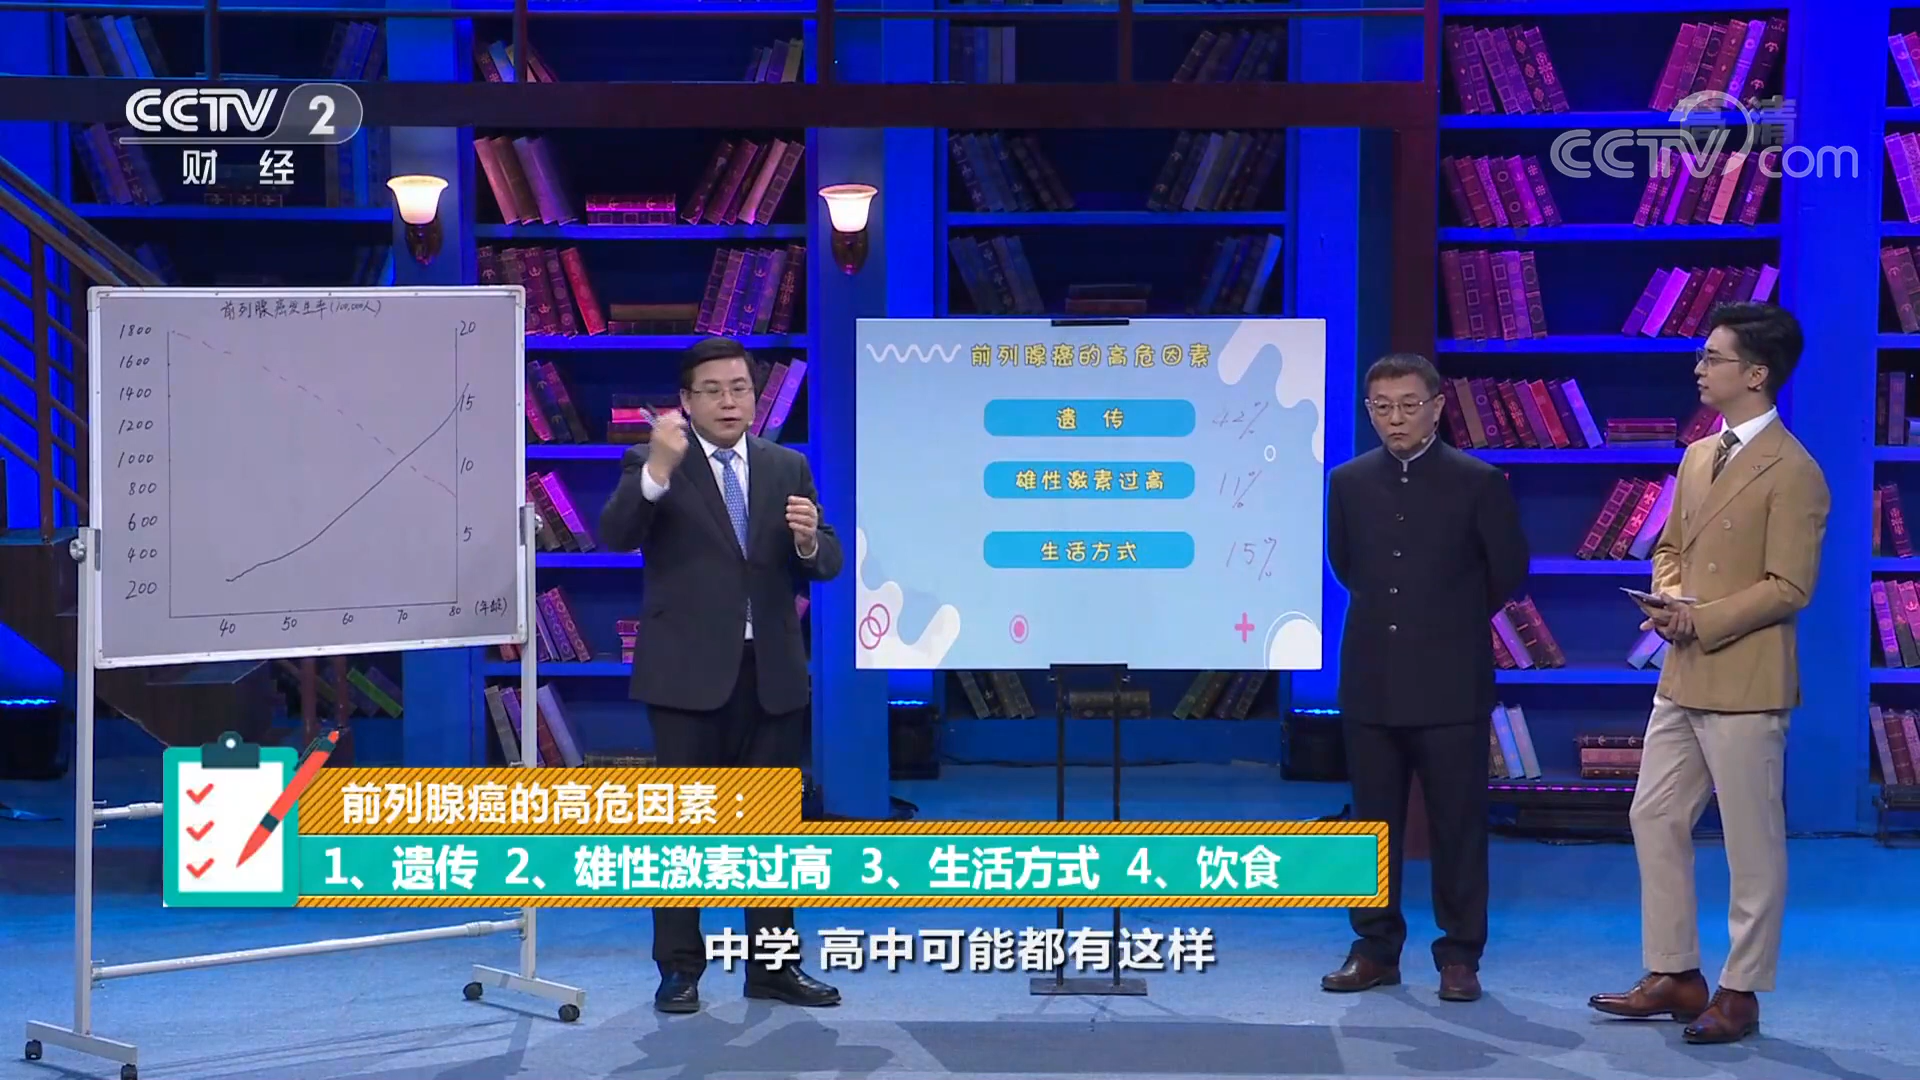 CCTV 2
财 经
高清
CCTV com
前列腺癌发生率(100,000人)
1800
1600
1400
1200
1000
800
600
400
200
20
15
10
5
40 50 60 70 80 (年龄)
前列腺癌的高危因素
遗 传 42%
雄性激素过高 11%
生活方式 15%
前列腺癌的高危因素：
1、遗传 2、雄性激素过高 3、生活方式 4、饮食
中学 高中可能都有这样